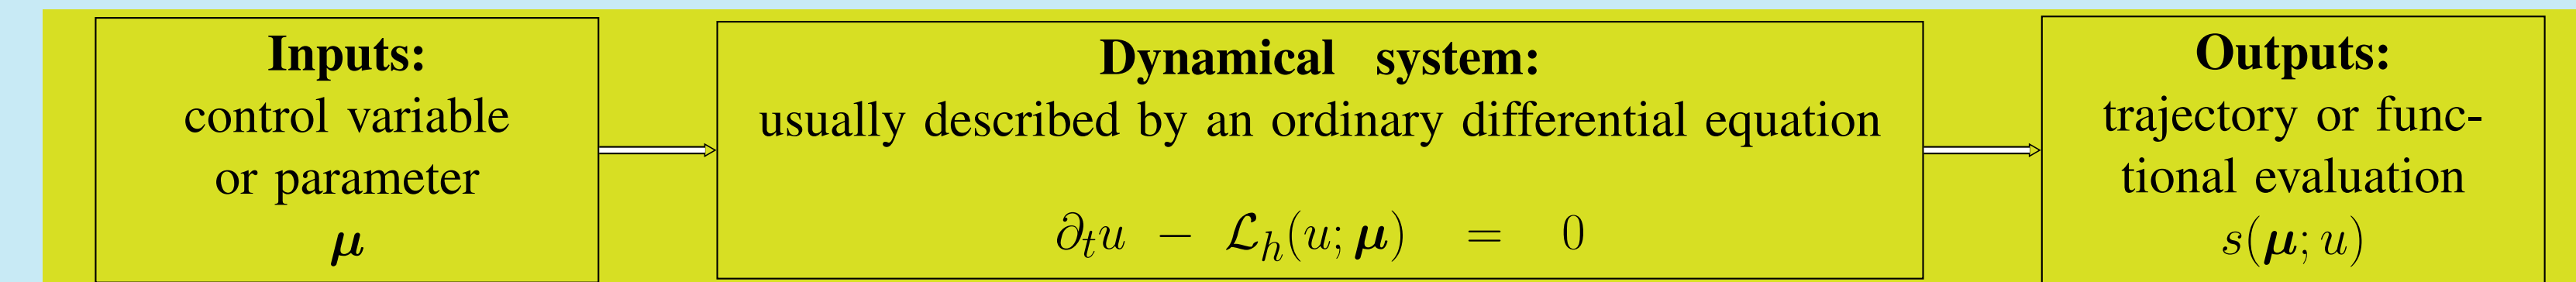 Inputs:
control variable
or parameter
μ
Dynamical system:
usually described by an ordinary differential equation
∂ₜu − ℒₕ(u; μ) = 0
Outputs:
trajectory or func-
tional evaluation
s(μ; u)